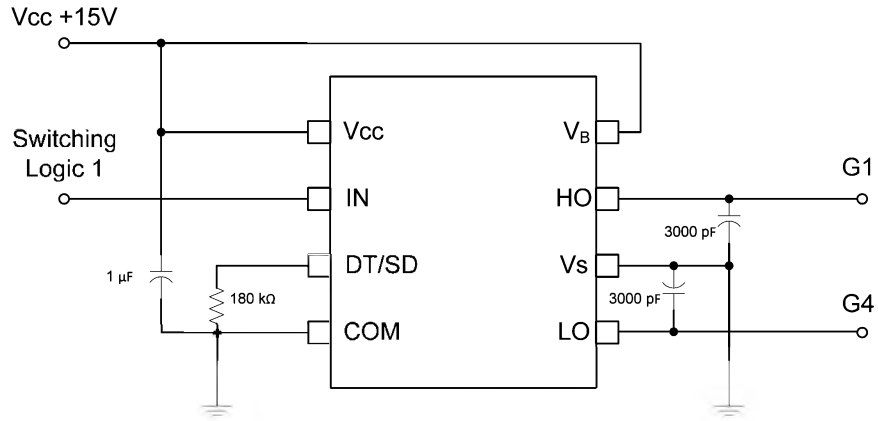 Vcc +15V
Switching
Logic 1
Vcc
IN
DT/SD
COM
VB
HO
Vs
LO
G1
G4
3000 pF
3000 pF
1 µF
180 kΩ